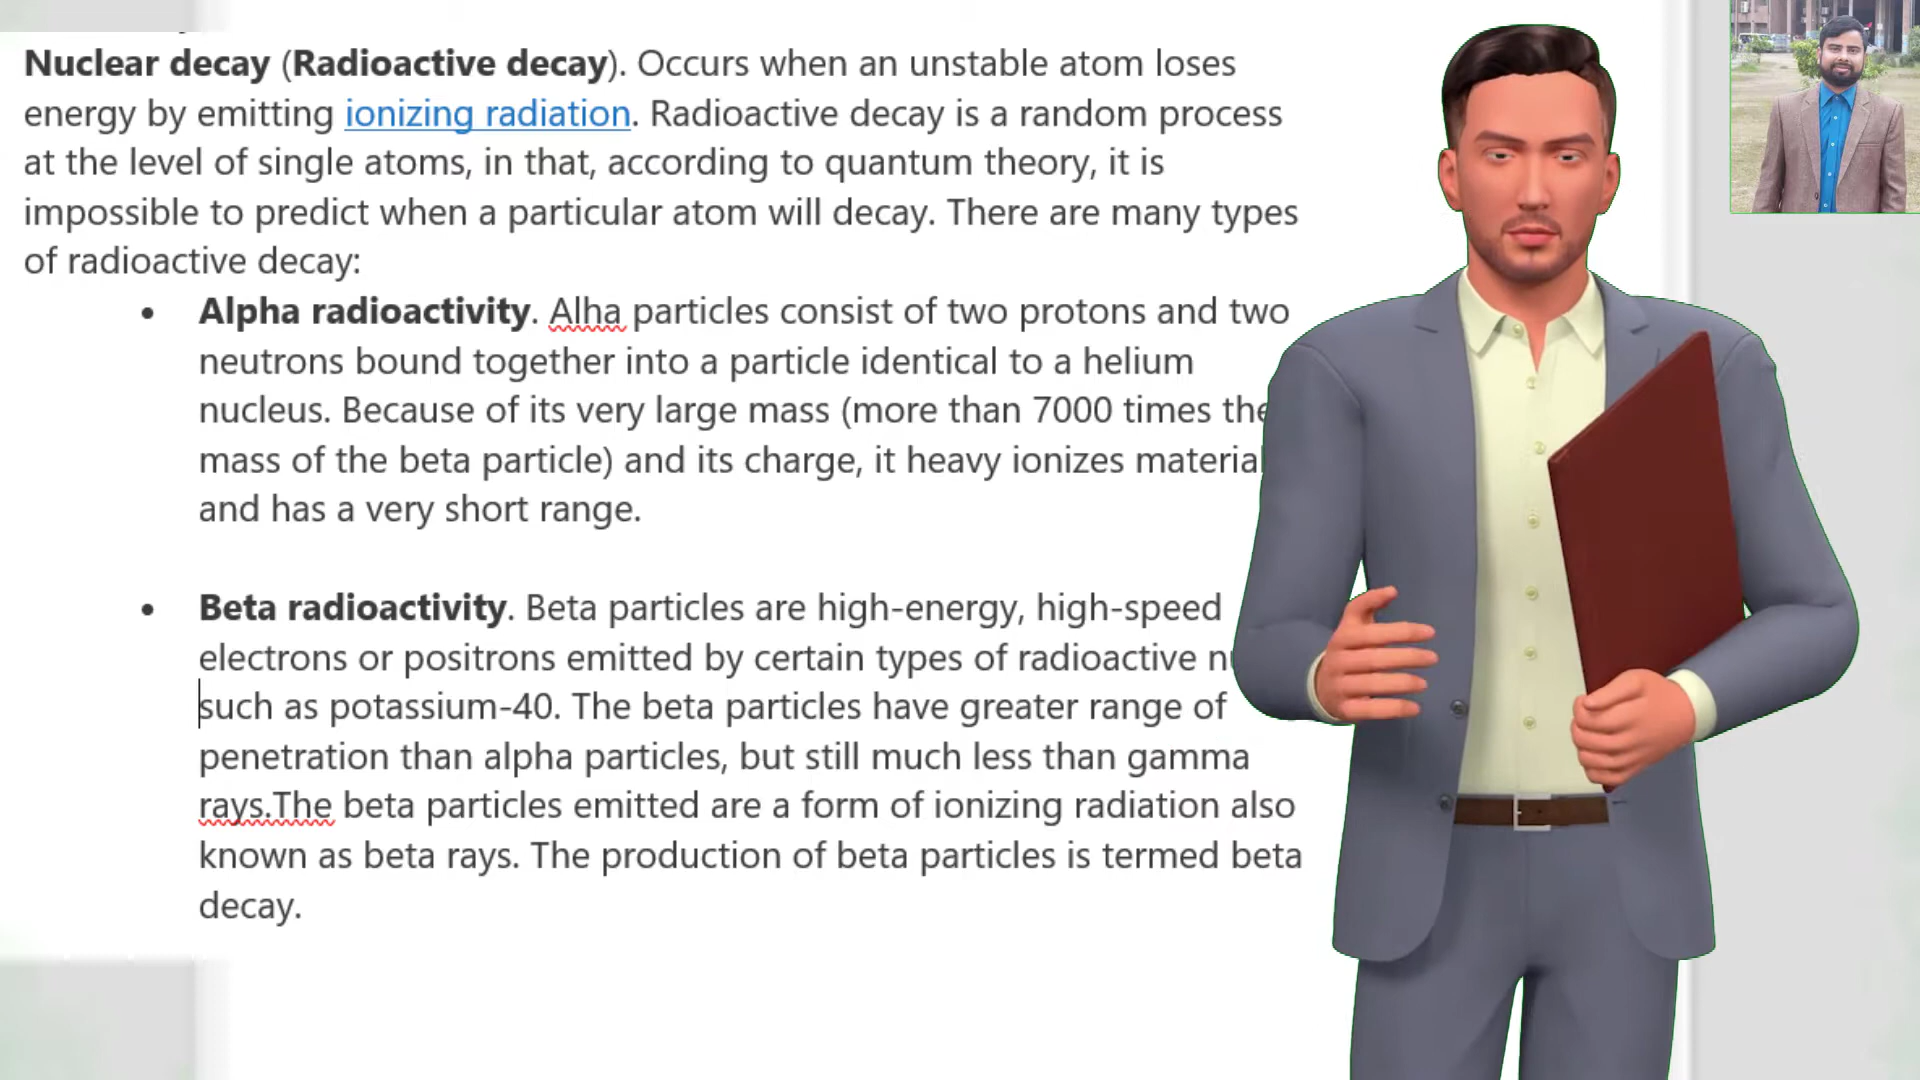 Nuclear decay (Radioactive decay). Occurs when an unstable atom loses
energy by emitting ionizing radiation. Radioactive decay is a random process
at the level of single atoms, in that, according to quantum theory, it is
impossible to predict when a particular atom will decay. There are many types
of radioactive decay:
• Alpha radioactivity. Alha particles consist of two protons and two
neutrons bound together into a particle identical to a helium
nucleus. Because of its very large mass (more than 7000 times the
mass of the beta particle) and its charge, it heavy ionizes material
and has a very short range.
• Beta radioactivity. Beta particles are high-energy, high-speed
electrons or positrons emitted by certain types of radioactive
such as potassium-40. The beta particles have greater range of
penetration than alpha particles, but still much less than gamma
rays.The beta particles emitted are a form of ionizing radiation also
known as beta rays. The production of beta particles is termed beta
decay.